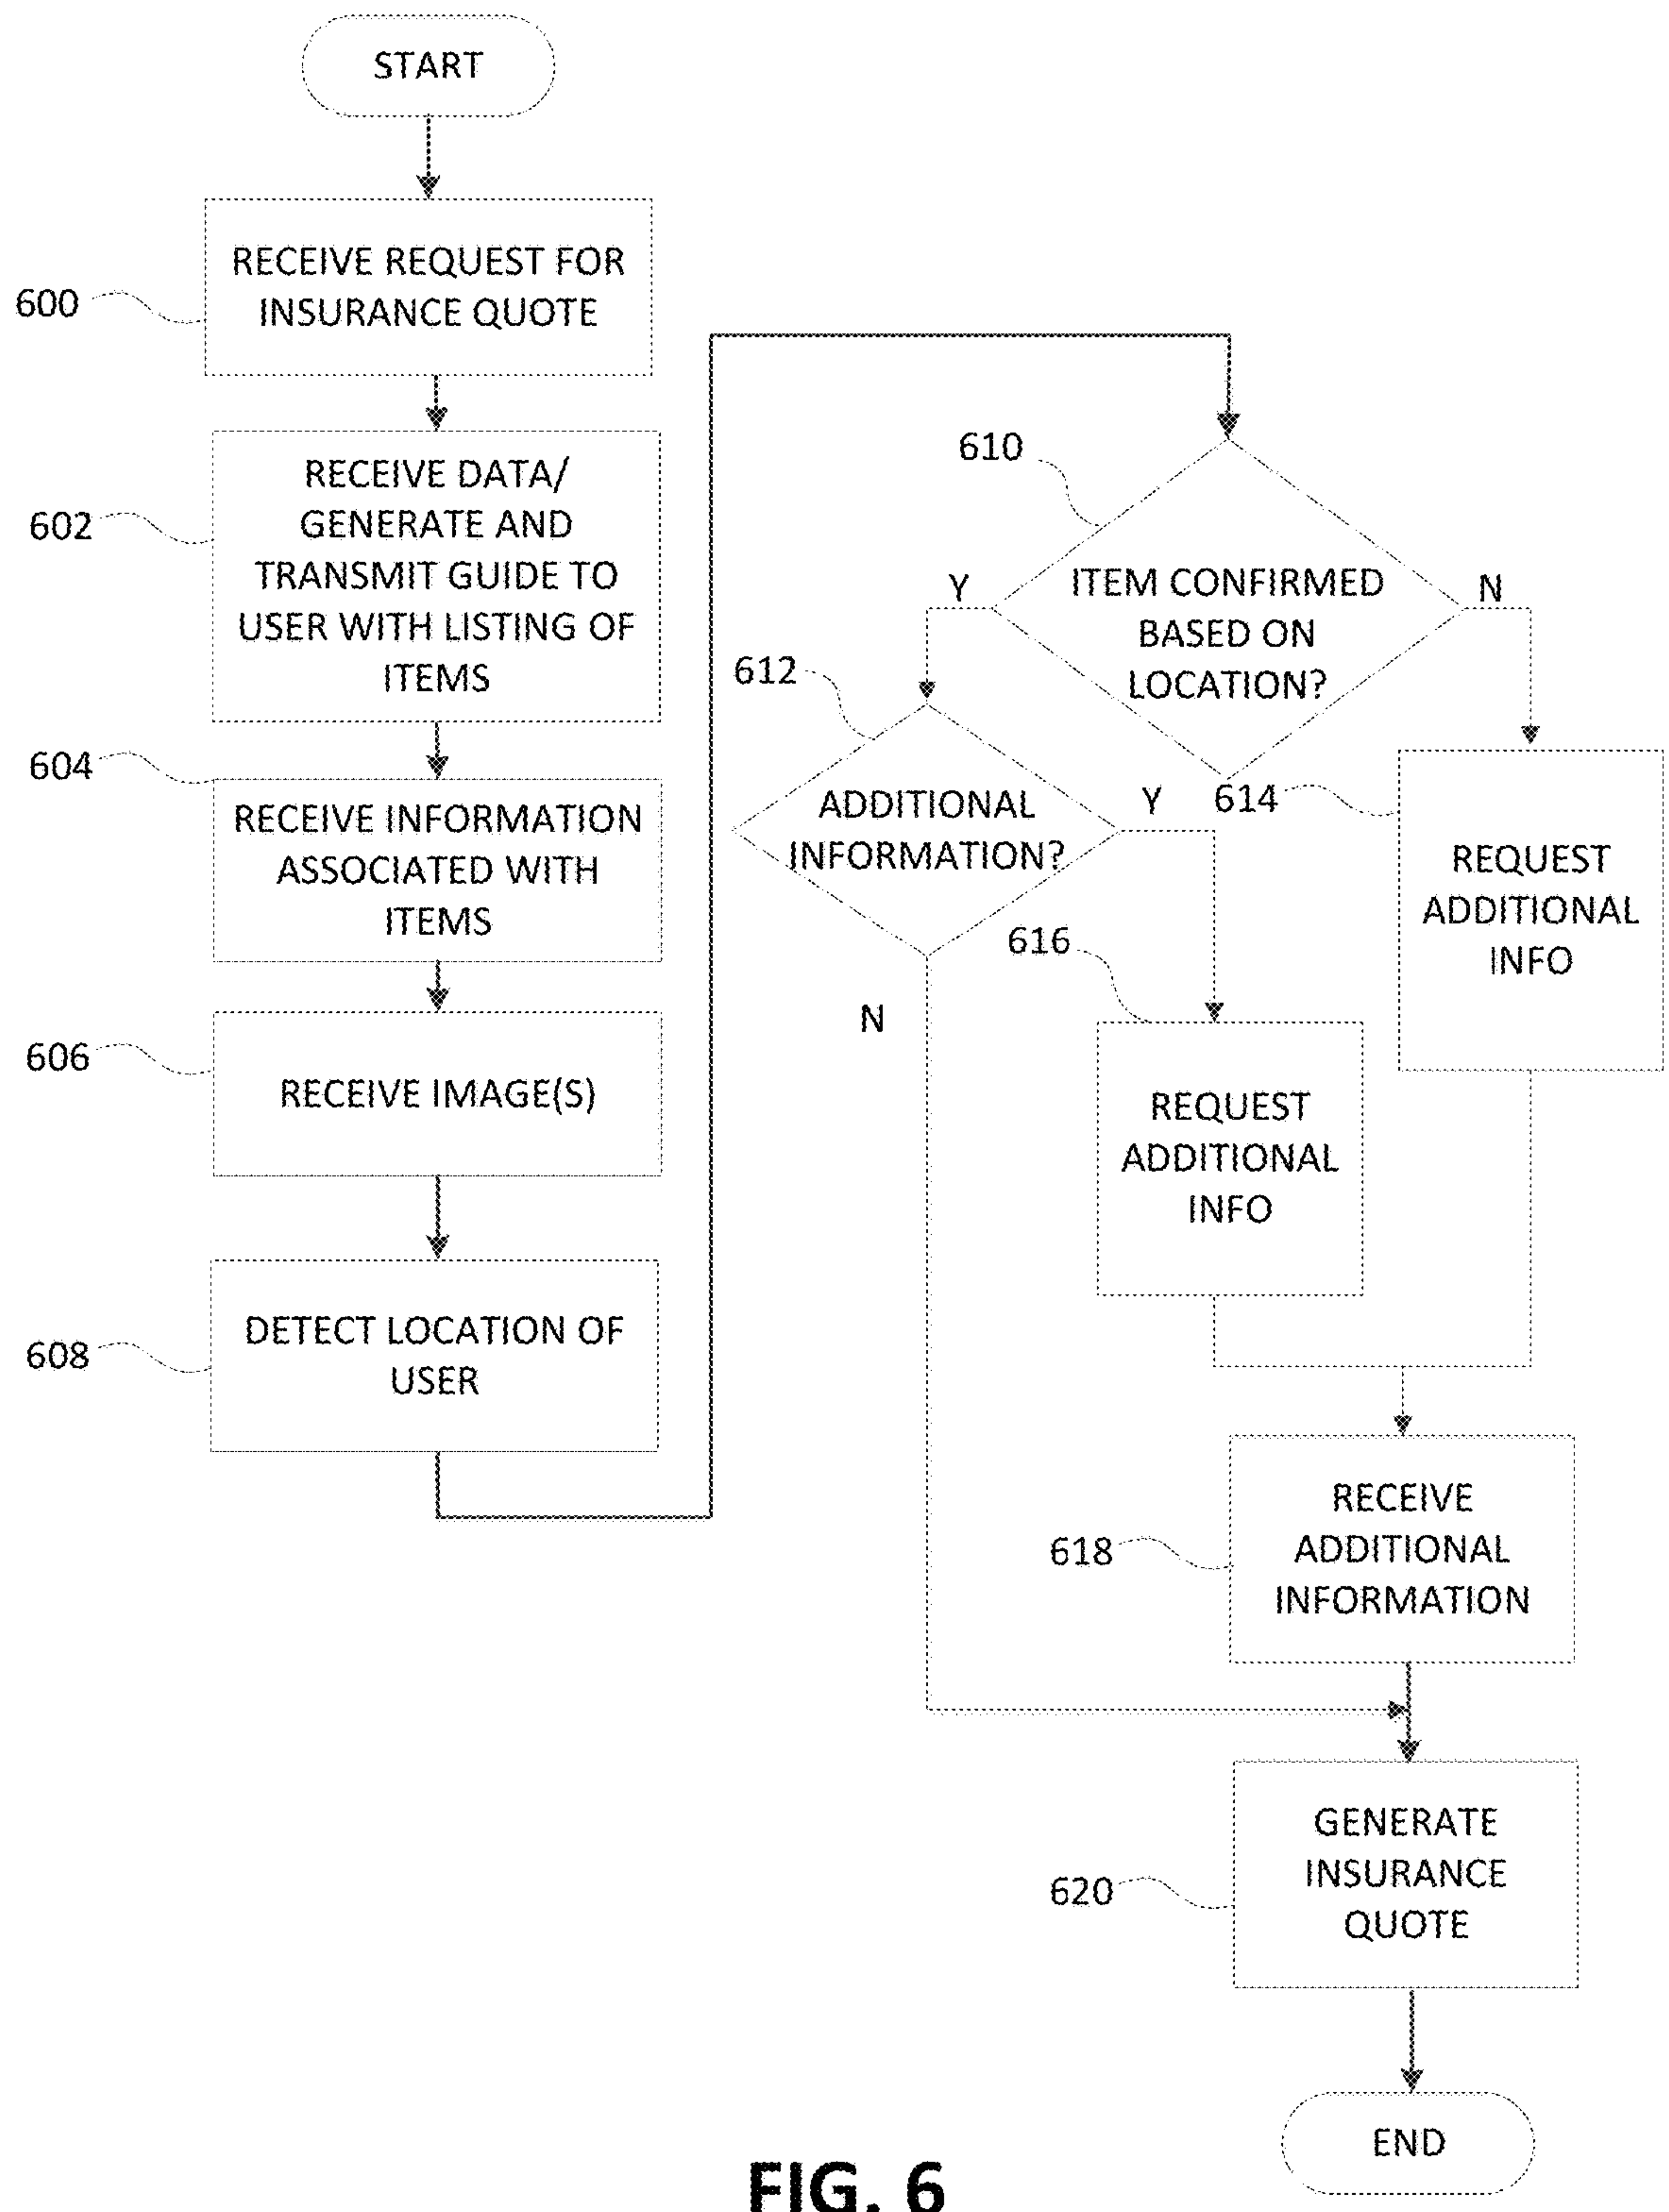 START
600
RECEIVE REQUEST FOR
INSURANCE QUOTE
602
RECEIVE DATA/
GENERATE AND
TRANSMIT GUIDE TO
USER WITH LISTING OF
ITEMS
604
RECEIVE INFORMATION
ASSOCIATED WITH
ITEMS
606
RECEIVE IMAGE(S)
608
DETECT LOCATION OF
USER
610
ITEM CONFIRMED
BASED ON
LOCATION?
Y
N
612
ADDITIONAL
INFORMATION?
Y
N
614
REQUEST
ADDITIONAL
INFO
616
REQUEST
ADDITIONAL
INFO
618
RECEIVE
ADDITIONAL
INFORMATION
620
GENERATE
INSURANCE
QUOTE
END
FIG. 6